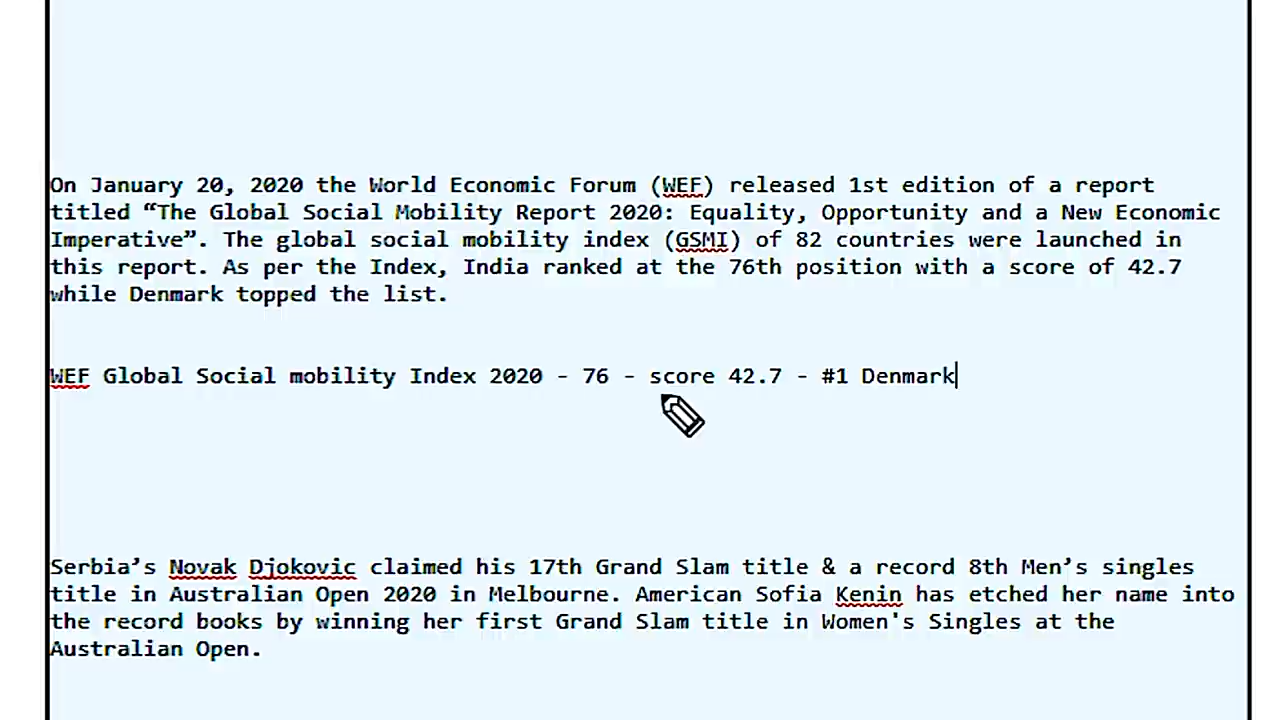 On January 20, 2020 the World Economic Forum (WEF) released 1st edition of a report
titled “The Global Social Mobility Report 2020: Equality, Opportunity and a New Economic
Imperative”. The global social mobility index (GSMI) of 82 countries were launched in
this report. As per the Index, India ranked at the 76th position with a score of 42.7
while Denmark topped the list.
WEF Global Social mobility Index 2020 - 76 - score 42.7 - #1 Denmark
Serbia’s Novak Djokovic claimed his 17th Grand Slam title & a record 8th Men’s singles
title in Australian Open 2020 in Melbourne. American Sofia Kenin has etched her name into
the record books by winning her first Grand Slam title in Women's Singles at the
Australian Open.